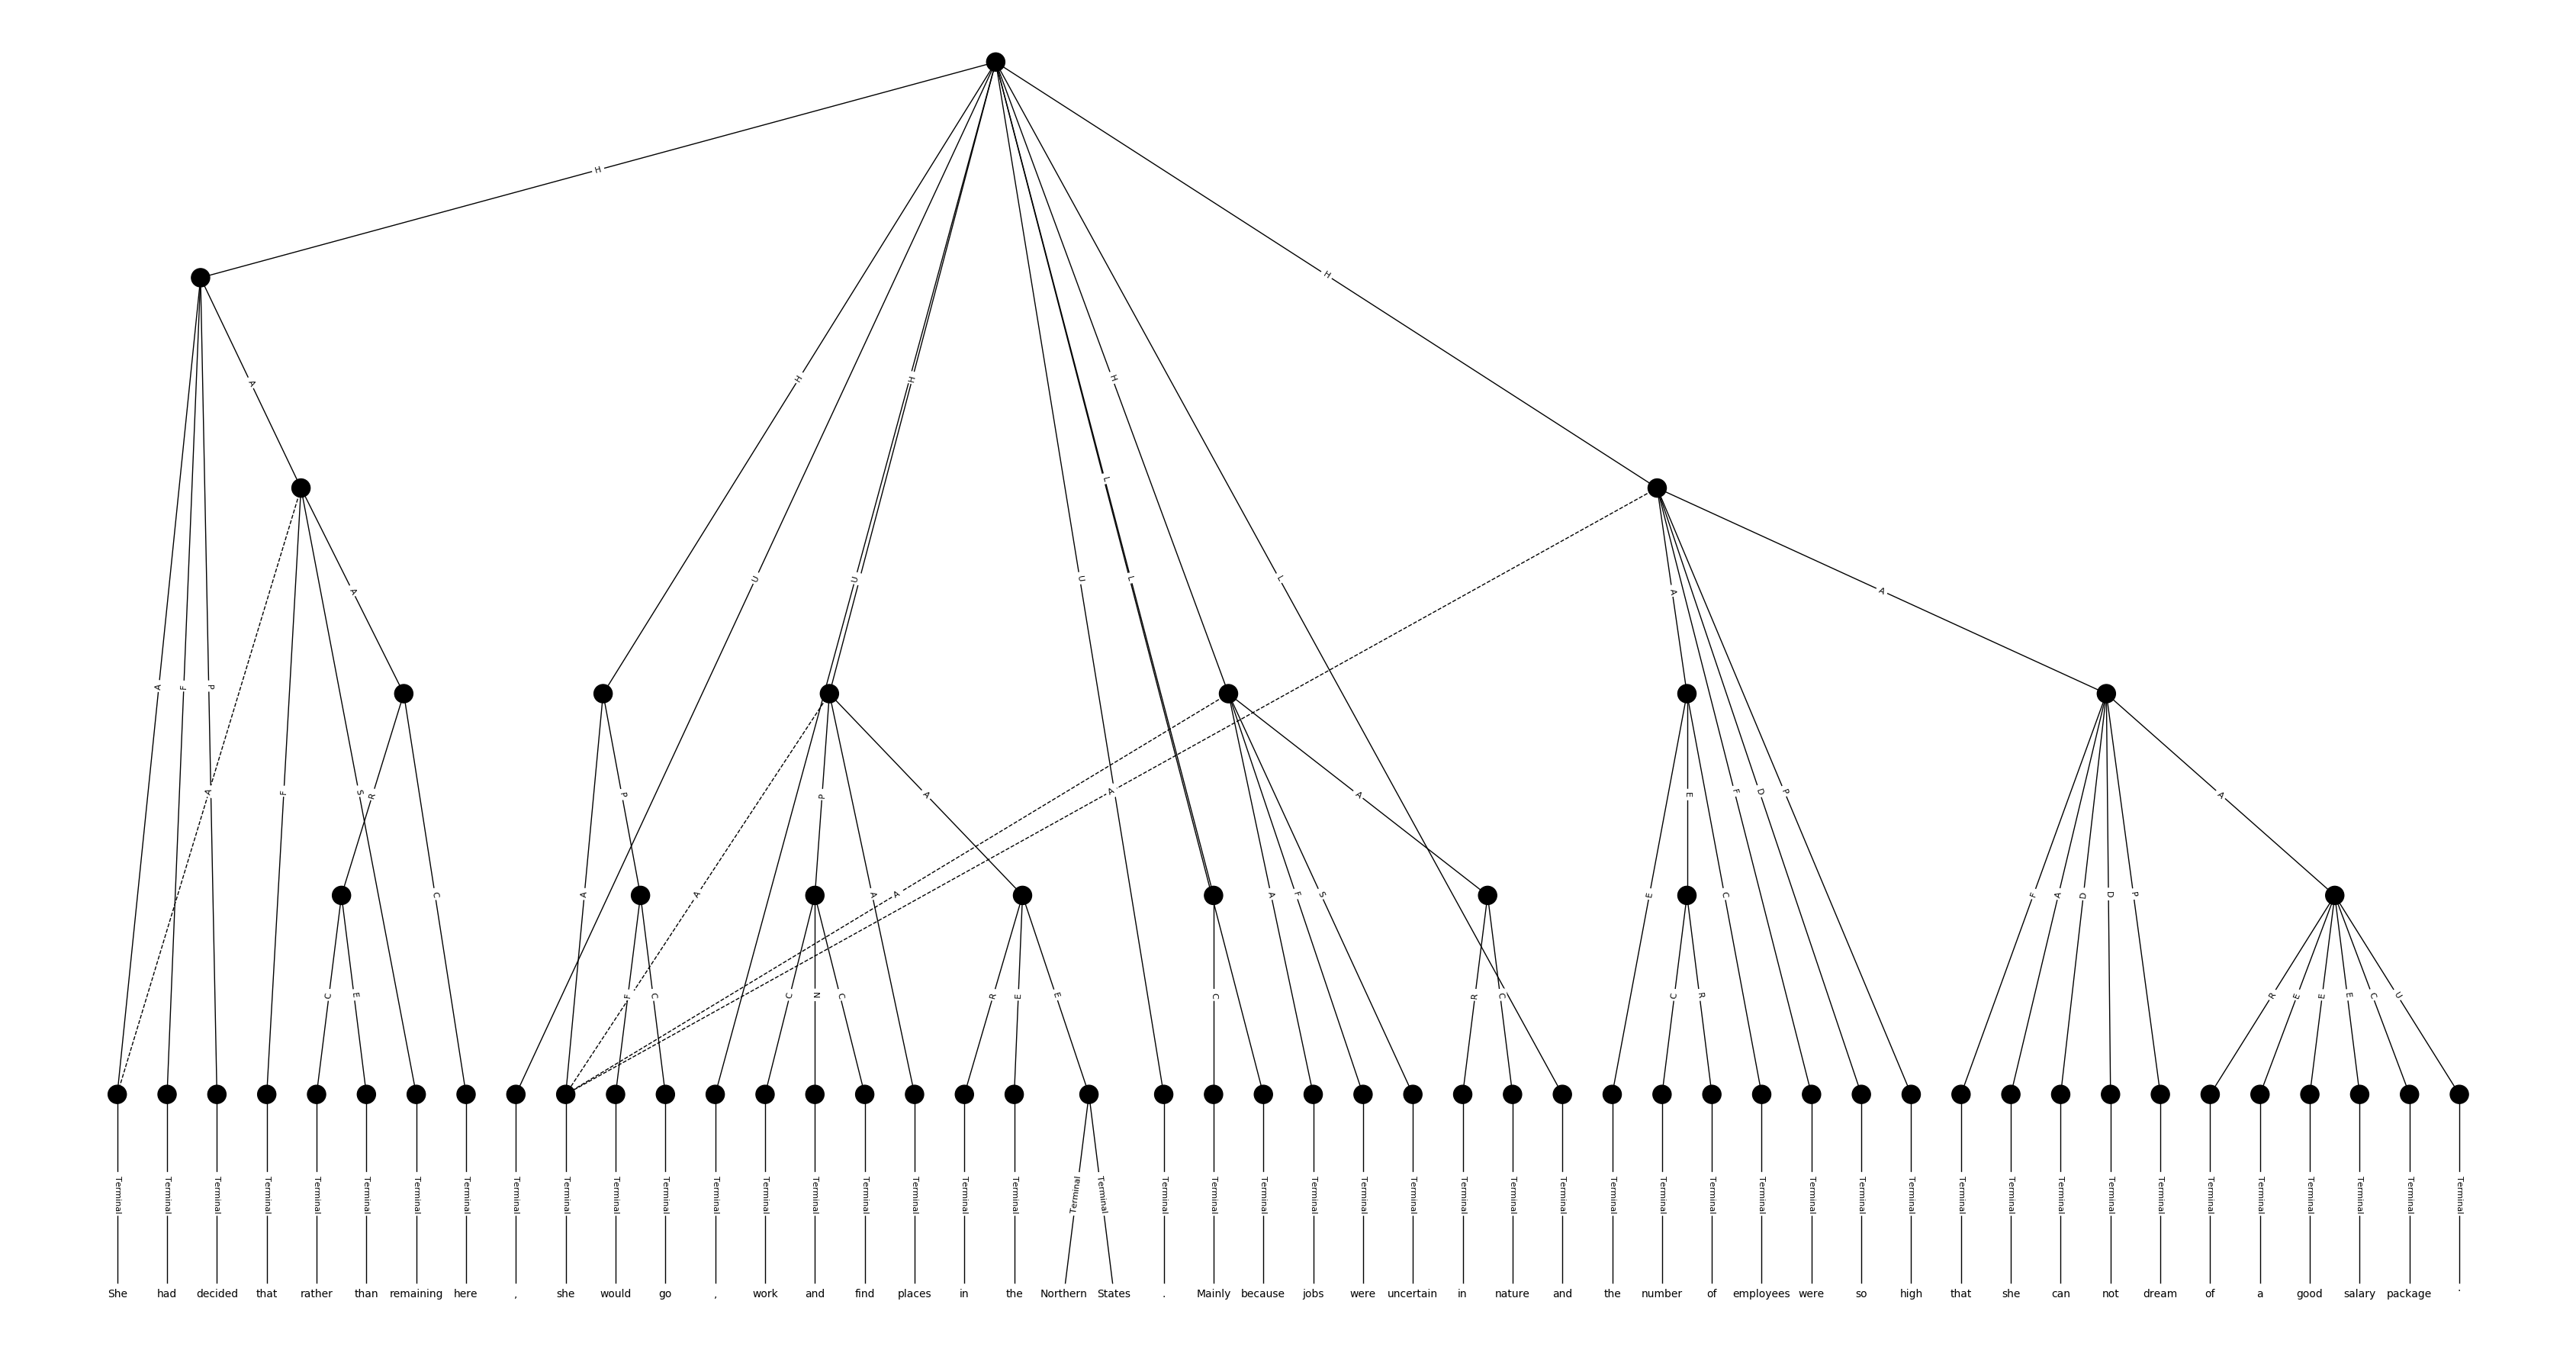 H
H
A
H
U
H
U
U
L
L
H
L
H
A
F
P
A
A
F
S
A
R
C
A
P
A
P
A
A
A
A
A
A
E
E
C
F
D
P
A
C
E
F
C
C
N
C
R
E
E
C
A
F
S
R
C
C
R
F
A
D
D
P
A
R
E
E
E
C
U
Terminal Terminal Terminal Terminal Terminal Terminal Terminal Terminal Terminal Terminal Terminal Terminal Terminal Terminal Terminal Terminal Terminal Terminal Terminal Terminal Terminal Terminal Terminal Terminal Terminal Terminal Terminal Terminal Terminal Terminal Terminal Terminal Terminal Terminal Terminal Terminal Terminal Terminal Terminal Terminal Terminal Terminal Terminal Terminal Terminal Terminal Terminal Terminal
She had decided that rather than remaining here , she would go , work and find places in the Northern States . Mainly because jobs were uncertain in nature and the number of employees were so high that she can not dream of a good salary package .